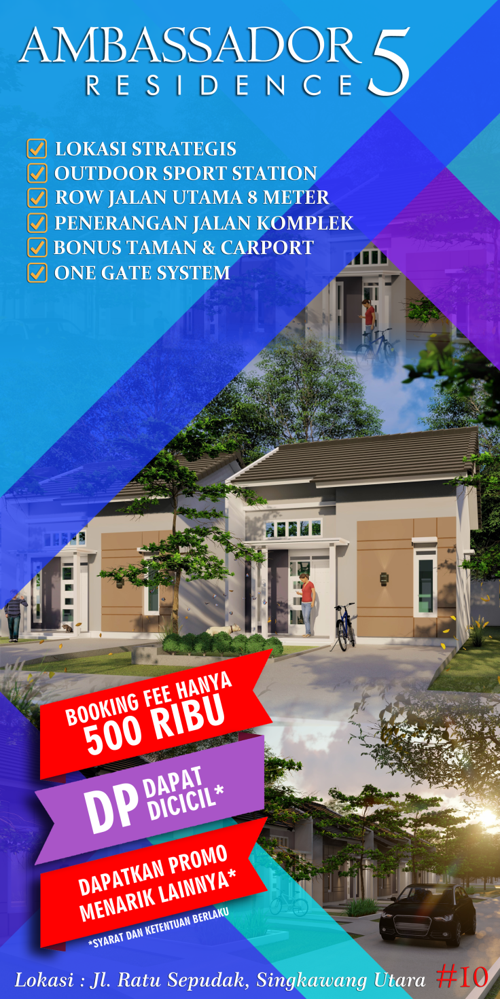 AMBASSADOR 5
RESIDENCE
LOKASI STRATEGIS
OUTDOOR SPORT STATION
ROW JALAN UTAMA 8 METER
PENERANGAN JALAN KOMPLEK
BONUS TAMAN & CARPORT
ONE GATE SYSTEM
BOOKING FEE HANYA
500 RIBU
DP DAPAT
DICICIL*
DAPATKAN PROMO
MENARIK LAINNYA*
*SYARAT DAN KETENTUAN BERLAKU
Lokasi : Jl. Ratu Sepudak, Singkawang Utara #10